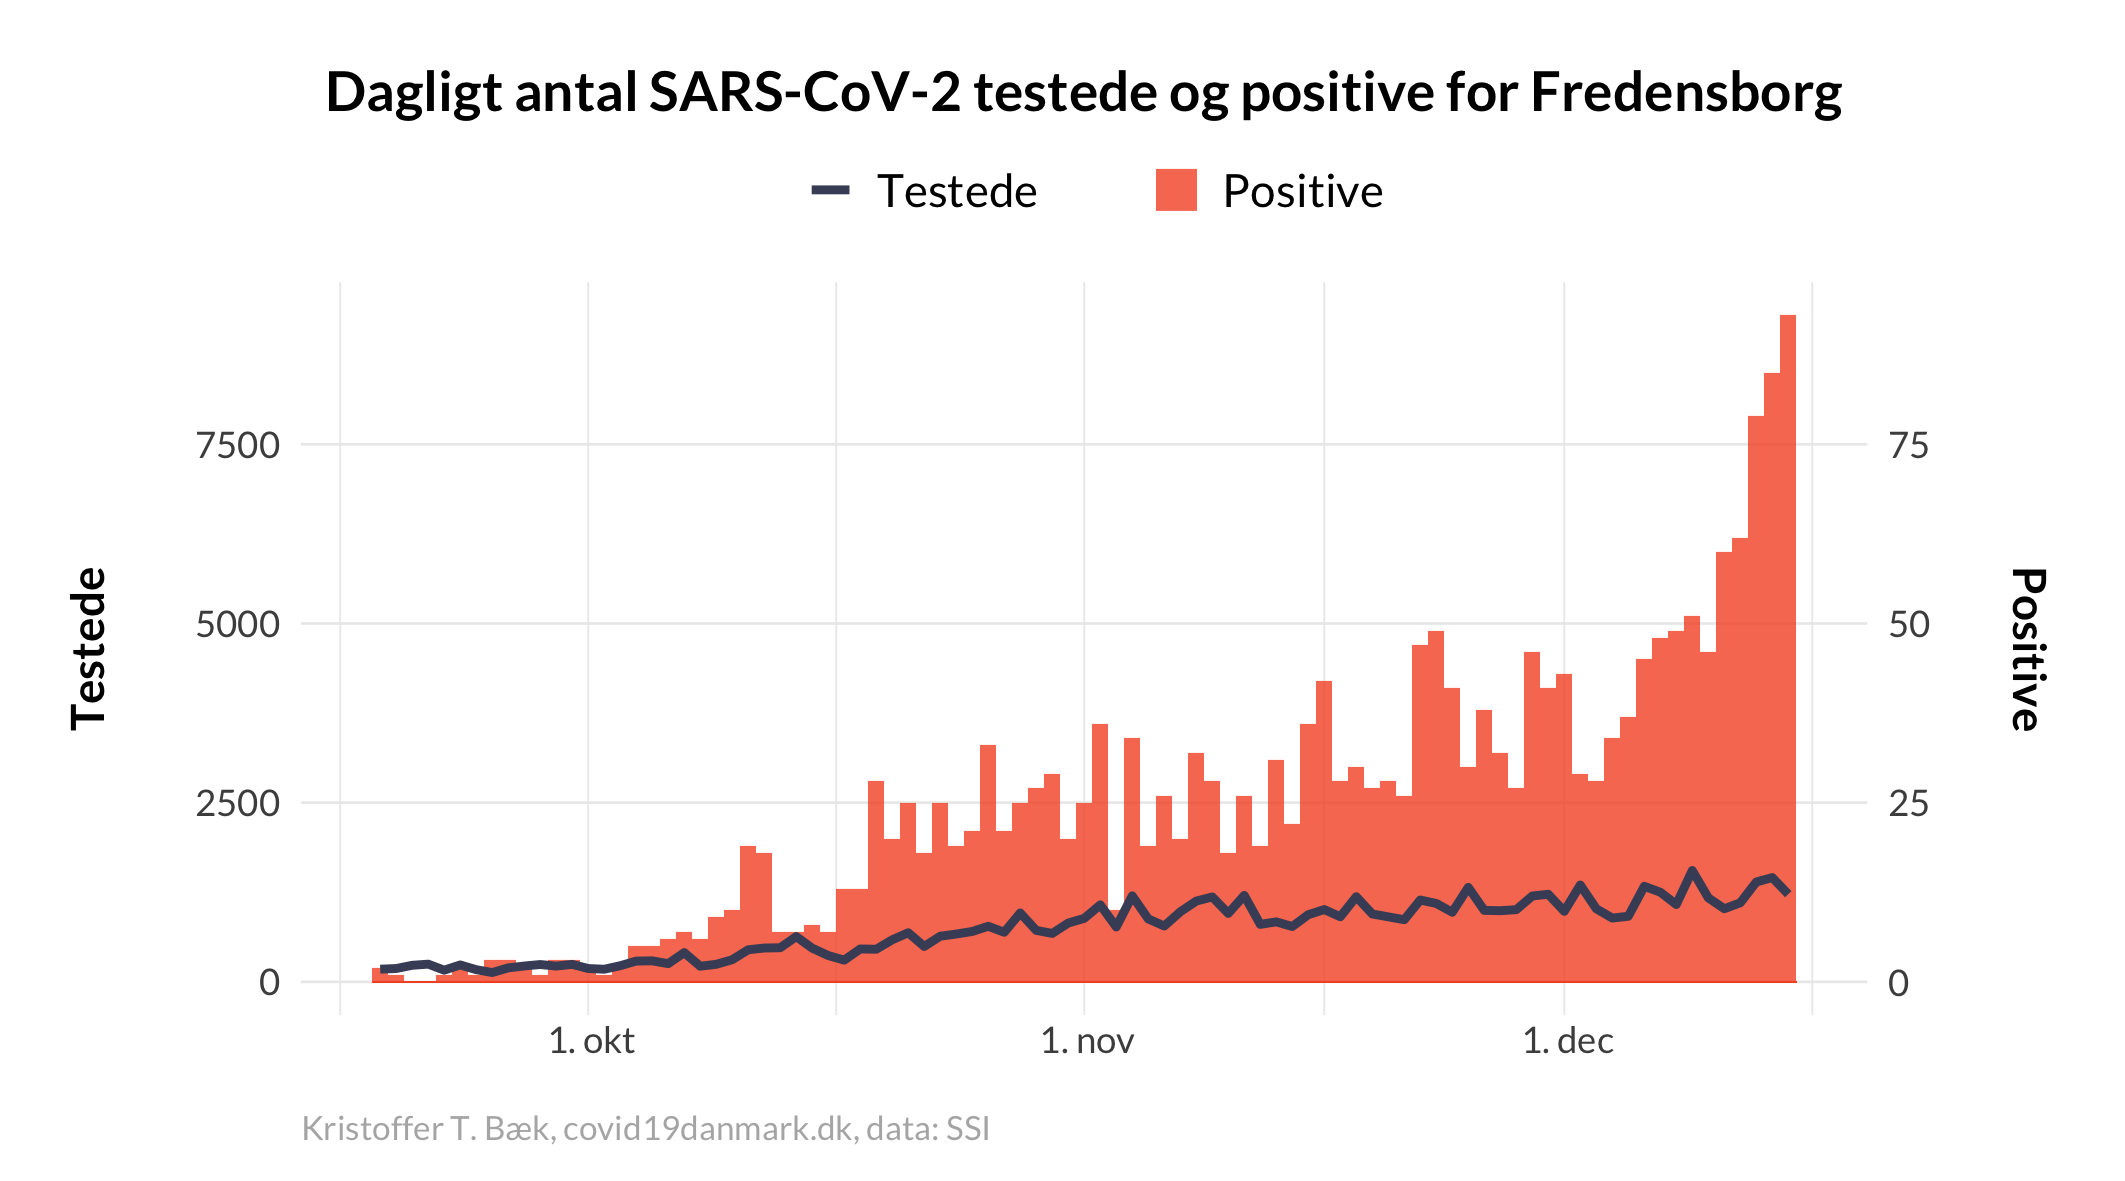 Dagligt antal SARS-CoV-2 testede og positive for Fredensborg
Testede
Positive
7500
5000
2500
0
Testede
75
50
25
0
Positive
1. okt
1. nov
1. dec
Kristoffer T. Bæk, covid19danmark.dk, data: SSI